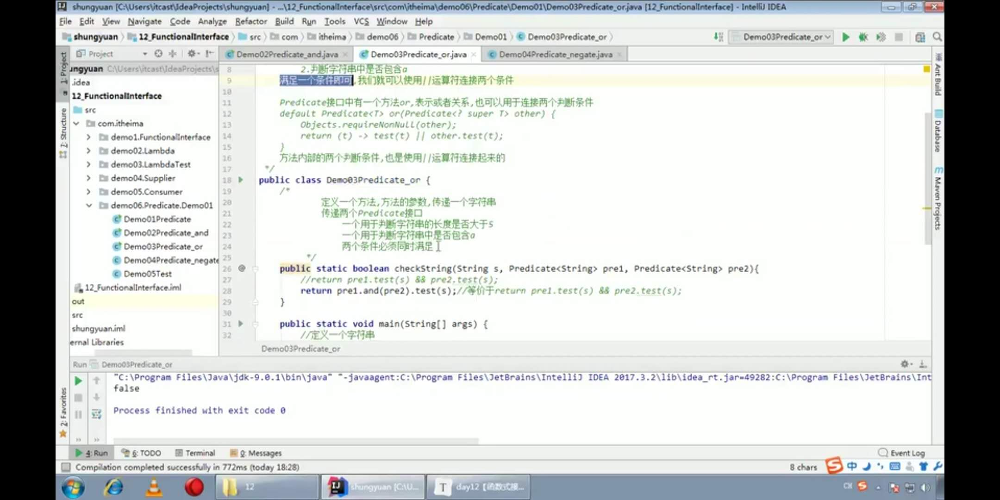 shungyuan [C:\Users\itcast\IdeaProjects\shungyuan] - ...\12_FunctionalInterface\src\com\itheima\demo06\Predicate\Demo01\Demo03Predicate_or.java [12_FunctionalInterface] - IntelliJ IDEA
File Edit View Navigate Code Analyze Refactor Build Run Tools VCS Window Help
shungyuan 12_FunctionalInterface src com itheima demo06 Predicate Demo01 Demo03Predicate_or
Demo03Predicate_or
Project
Demo02Predicate_and.java Demo03Predicate_or.java Demo04Predicate_negate.java
1: Project
7: Structure
2: Favorites
ungyuan C:\Users\itcast\IdeaProjects\s
.idea
12_FunctionalInterface
src
com.itheima
demo1.FunctionalInterface
demo02.Lambda
demo03.LambdaTest
demo04.Supplier
demo05.Consumer
demo06.Predicate.Demo01
Demo01Predicate
Demo02Predicate_and
Demo03Predicate_or
Demo04Predicate_negate
Demo05Test
12_FunctionalInterface.iml
out
src
shungyuan.iml
ernal Libraries
8 2.判断字符串中是否包含a
9 满足一个条件即可,我们就可以使用||运算符连接两个条件
10
11 Predicate接口中有一个方法or,表示或者关系,也可以用于连接两个判断条件
12 default Predicate<T> or(Predicate<? super T> other) {
13 Objects.requireNonNull(other);
14 return (t) -> test(t) || other.test(t);
15 }
16 方法内部的两个判断条件,也是使用||运算符连接起来的
17 */
18 public class Demo03Predicate_or {
19 /*
20 定义一个方法,方法的参数,传递一个字符串
21 传递两个Predicate接口
22 一个用于判断字符串的长度是否大于5
23 一个用于判断字符串中是否包含a
24 两个条件必须同时满足
25 */
26 public static boolean checkString(String s, Predicate<String> pre1, Predicate<String> pre2){
27 //return pre1.test(s) && pre2.test(s);
28 return pre1.and(pre2).test(s);//等价于return pre1.test(s) && pre2.test(s);
29 }
30
31 public static void main(String[] args) {
32 //定义一个字符串
Demo03Predicate_or
Ant Build
Database
Maven Projects
Run Demo03Predicate_or
"C:\Program Files\Java\jdk-9.0.1\bin\java" "-javaagent:C:\Program Files\JetBrains\IntelliJ IDEA 2017.3.2\lib\idea_rt.jar=49282:C:\Program Files\JetBrains\Int
false
Process finished with exit code 0
4: Run 6: TODO Terminal 0: Messages Event Log
Compilation completed successfully in 772ms (today 18:28) 8 chars 中
12 shungyuan [C:\U... day12【函数式接... CH